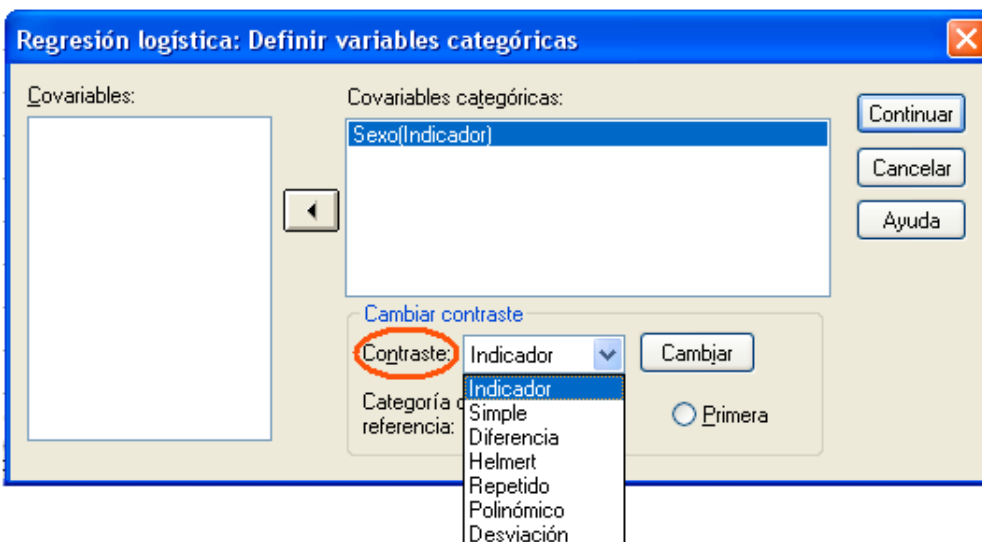 Regresión logística: Definir variables categóricas
Covariables:
Covariables categóricas:
Sexo(Indicador)
Continuar
Cancelar
Ayuda
Cambiar contraste
Contraste: Indicador Cambiar
Indicador
Simple
Diferencia
Helmert
Repetido
Polinómico
Desviación
Categoría
referencia:
Primera